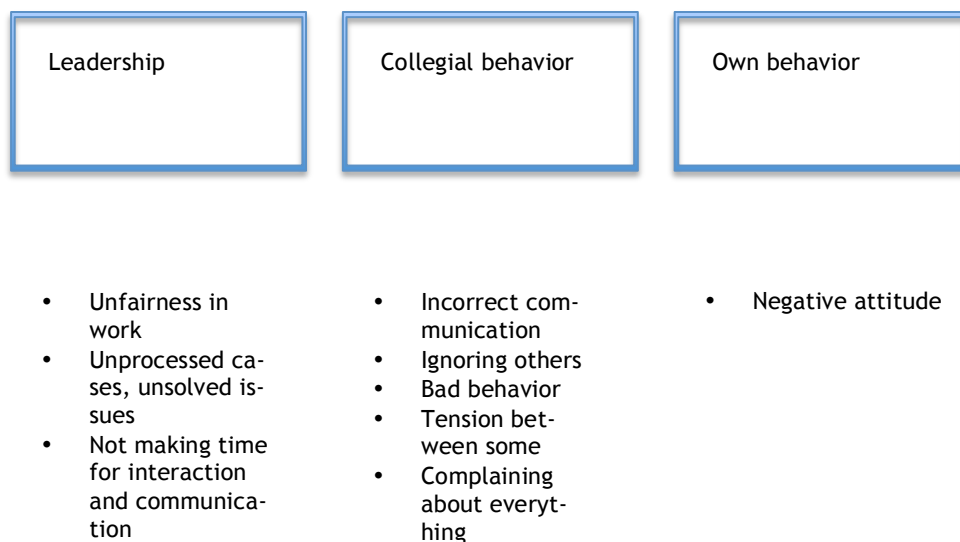 Leadership
Collegial behavior
Own behavior
• Unfairness in
work
• Unprocessed ca-
ses, unsolved is-
sues
• Not making time
for interaction
and communica-
tion
• Incorrect com-
munication
• Ignoring others
• Bad behavior
• Tension bet-
ween some
• Complaining
about everyt-
hing
• Negative attitude